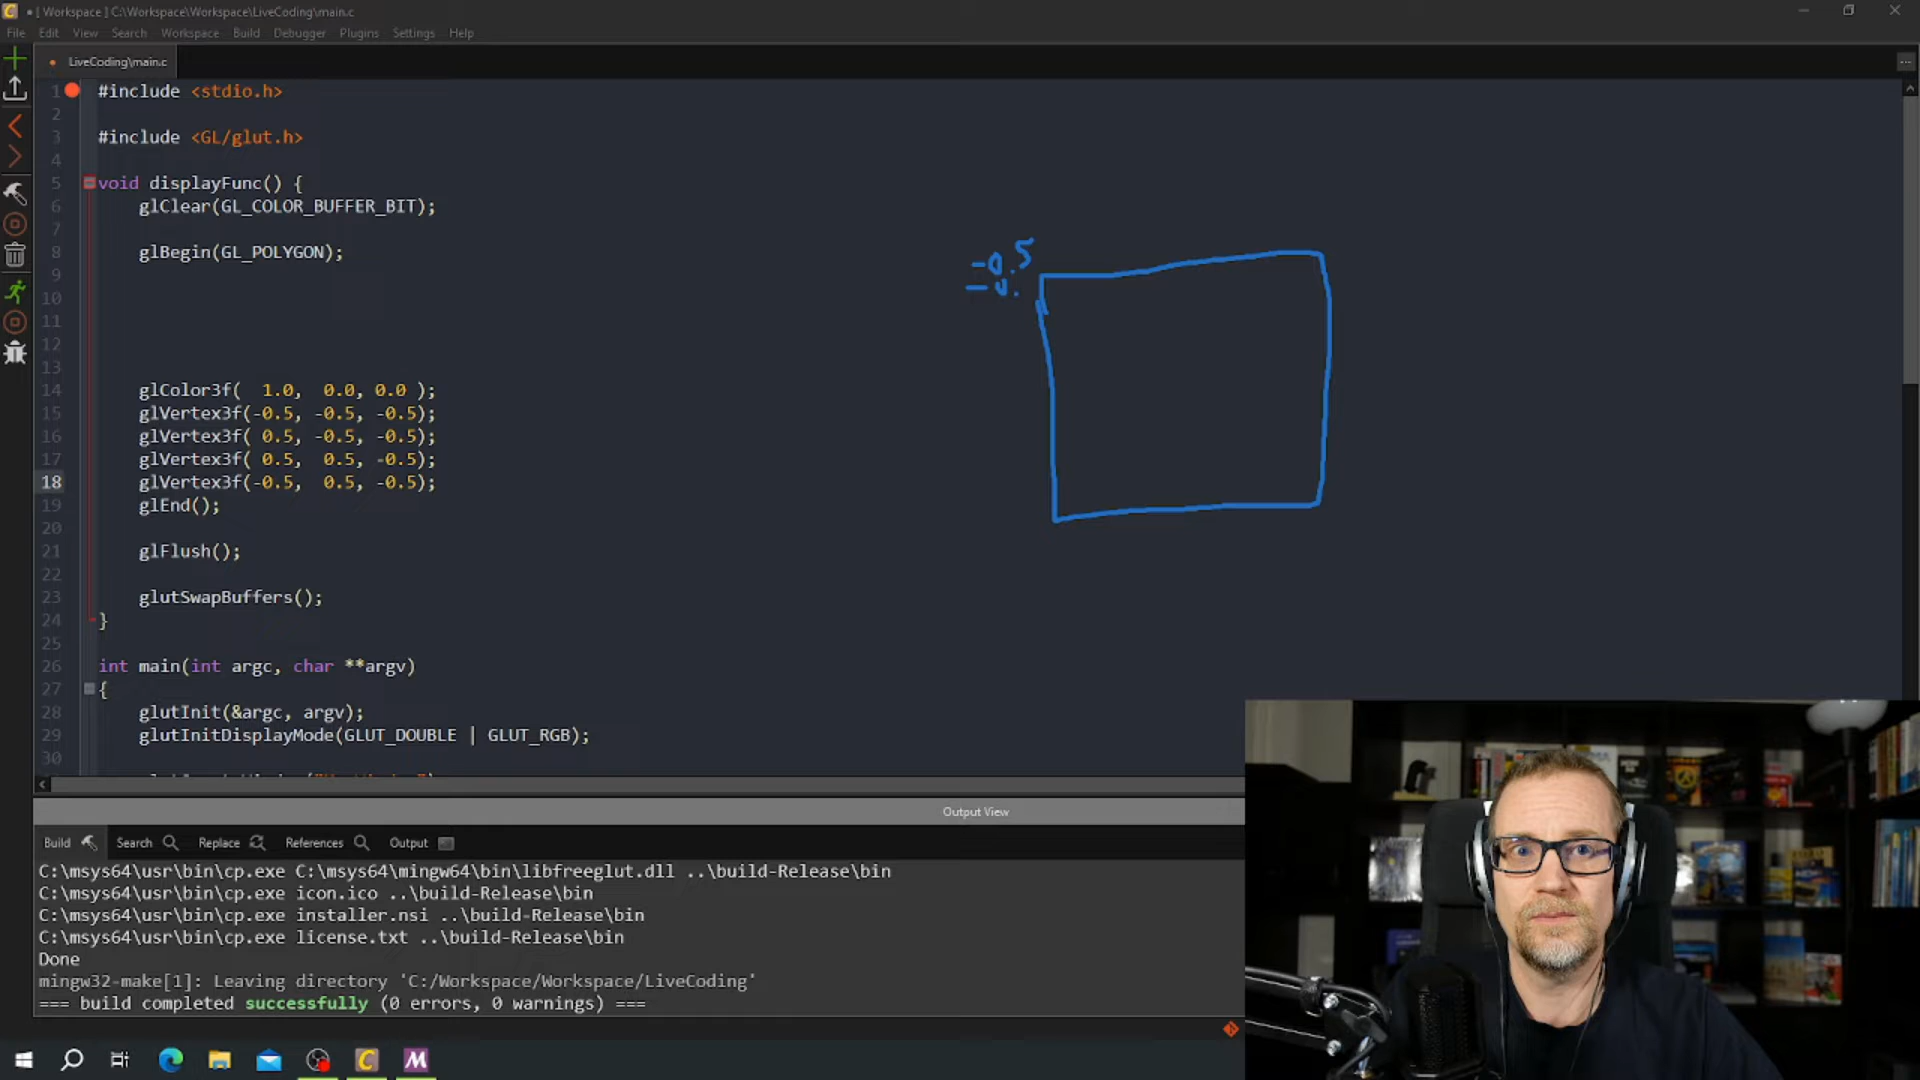 [ Workspace ] C:\Workspace\Workspace\LiveCoding\main.c
File Edit View Search Workspace Build Debugger Plugins Settings Help
LiveCoding\main.c
1 #include <stdio.h>
2
3 #include <GL/glut.h>
4
5 void displayFunc() {
6 glClear(GL_COLOR_BUFFER_BIT);
7
8 glBegin(GL_POLYGON);
9
10
11
12
13
14 glColor3f( 1.0, 0.0, 0.0 );
15 glVertex3f(-0.5, -0.5, -0.5);
16 glVertex3f( 0.5, -0.5, -0.5);
17 glVertex3f( 0.5, 0.5, -0.5);
18 glVertex3f(-0.5, 0.5, -0.5);
19 glEnd();
20
21 glFlush();
22
23 glutSwapBuffers();
24 }
25
26 int main(int argc, char **argv)
27 {
28 glutInit(&argc, argv);
29 glutInitDisplayMode(GLUT_DOUBLE | GLUT_RGB);
30
-0.5
-0.
Output View
Build Search Replace References Output
C:\msys64\usr\bin\cp.exe C:\msys64\mingw64\bin\libfreeglut.dll ..\build-Release\bin
C:\msys64\usr\bin\cp.exe icon.ico ..\build-Release\bin
C:\msys64\usr\bin\cp.exe installer.nsi ..\build-Release\bin
C:\msys64\usr\bin\cp.exe license.txt ..\build-Release\bin
Done
mingw32-make[1]: Leaving directory 'C:/Workspace/Workspace/LiveCoding'
=== build completed successfully (0 errors, 0 warnings) ===